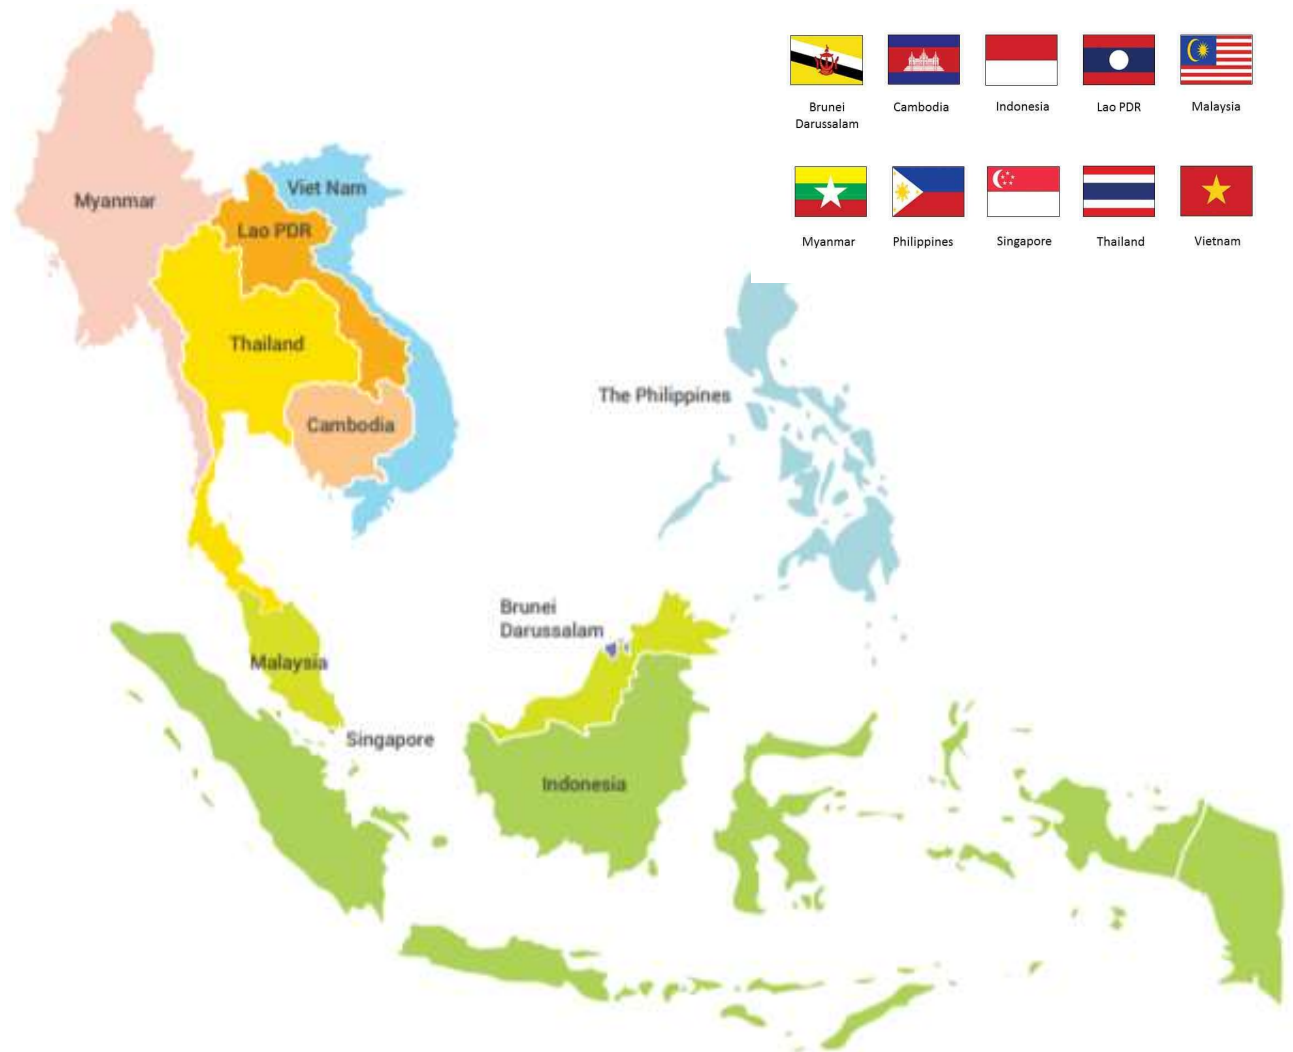 Brunei
Darussalam
Cambodia
Indonesia
Lao PDR
Malaysia
Myanmar
Philippines
Singapore
Thailand
Vietnam
Myanmar
Viet Nam
Lao PDR
Thailand
The Philippines
Cambodia
Brunei
Darussalam
Malaysia
Singapore
Indonesia